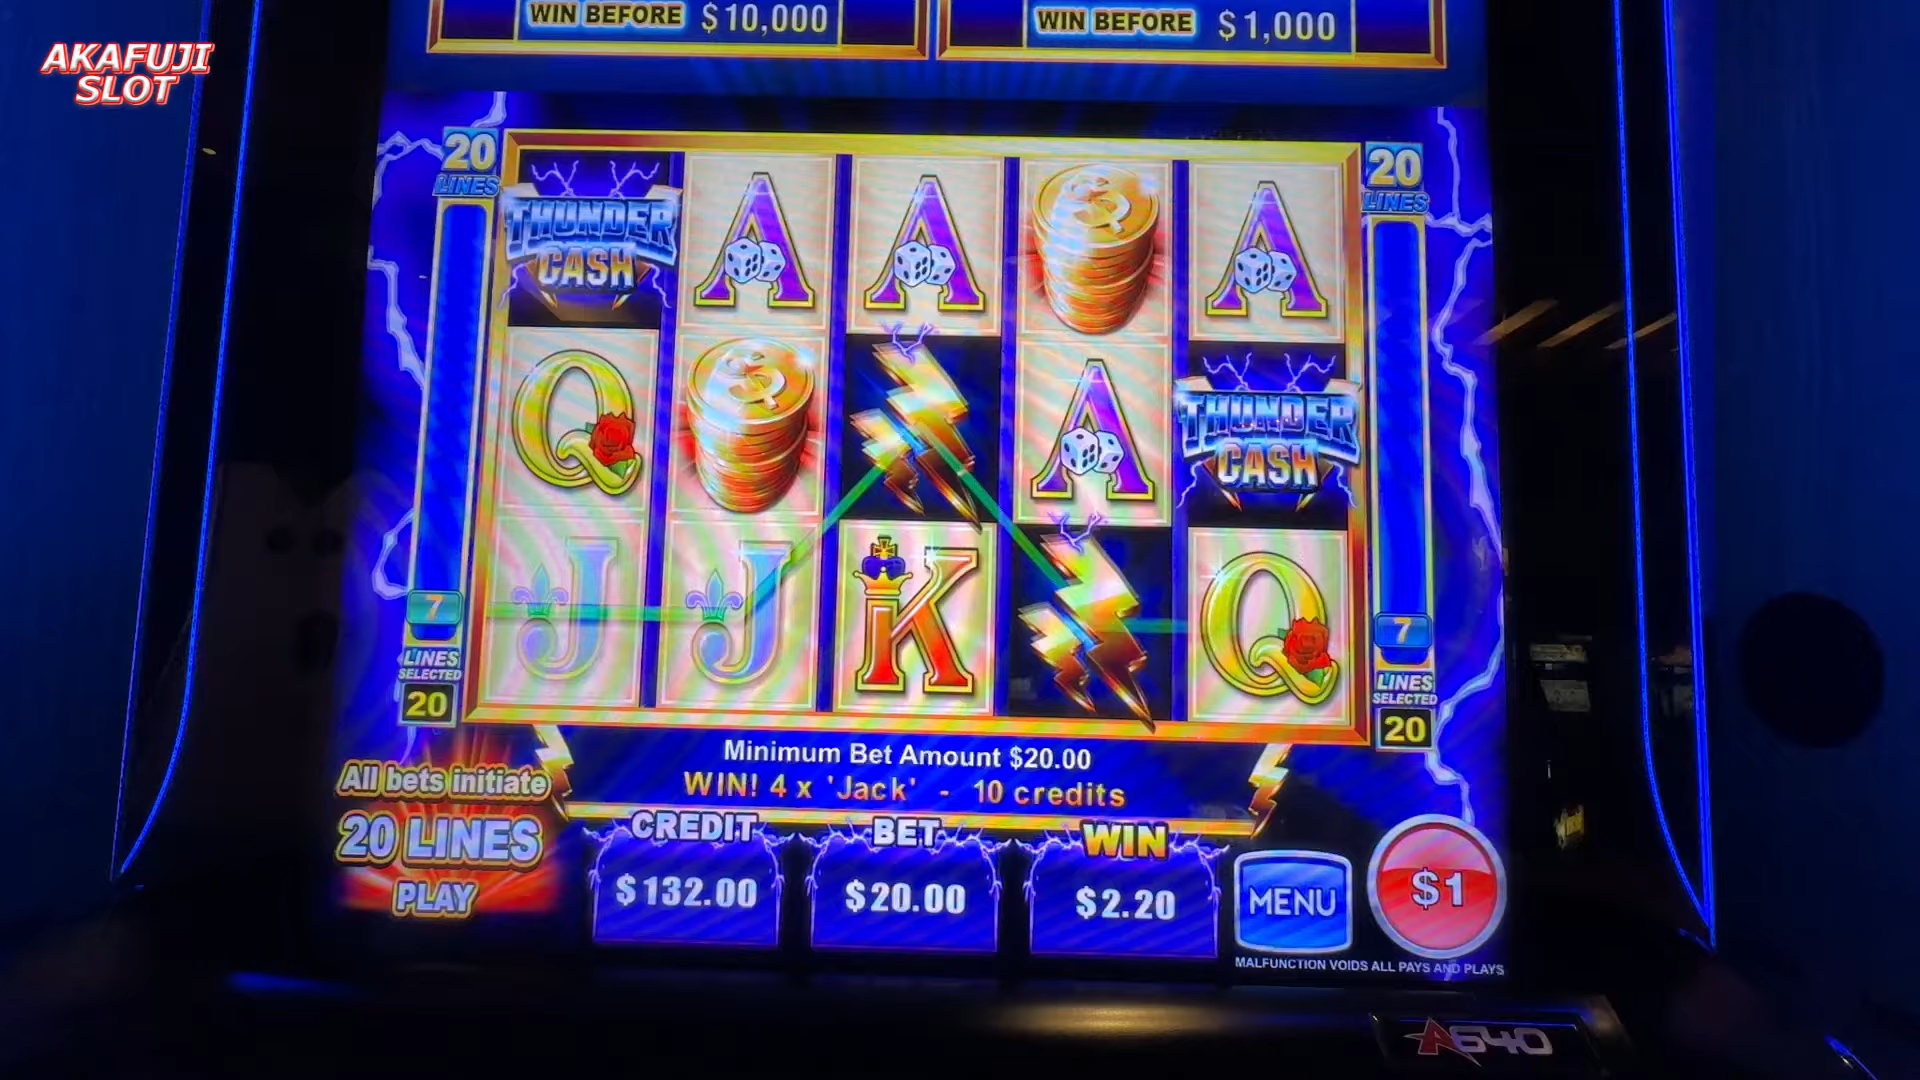 AKAFUJI
SLOT
WIN BEFORE $10,000
WIN BEFORE $1,000
20
LINES
20
LINES
THUNDER
CASH
A
A
A
Q
A
THUNDER
CASH
J
J
K
Q
7
LINES
SELECTED
20
7
LINES
SELECTED
20
Minimum Bet Amount $20.00
WIN! 4 x 'Jack' - 10 credits
All bets initiate
20 LINES
PLAY
CREDIT
$132.00
BET
$20.00
WIN
$2.20
MENU
$1
MALFUNCTION VOIDS ALL PAYS AND PLAYS
A640